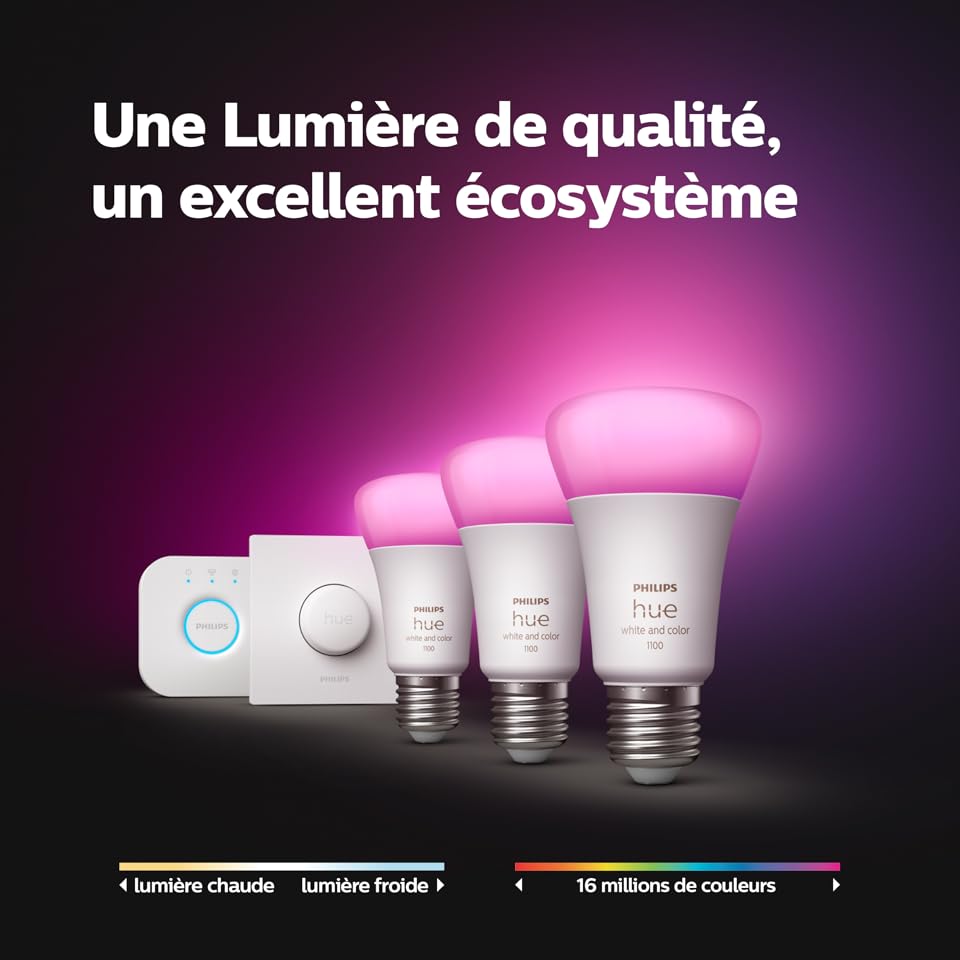 Une Lumière de qualité,
un excellent écosystème
PHILIPS
hue
PHILIPS
PHILIPS
hue
white and color
1100
PHILIPS
hue
white and color
1100
PHILIPS
hue
white and color
1100
lumière chaude
lumière froide
16 millions de couleurs